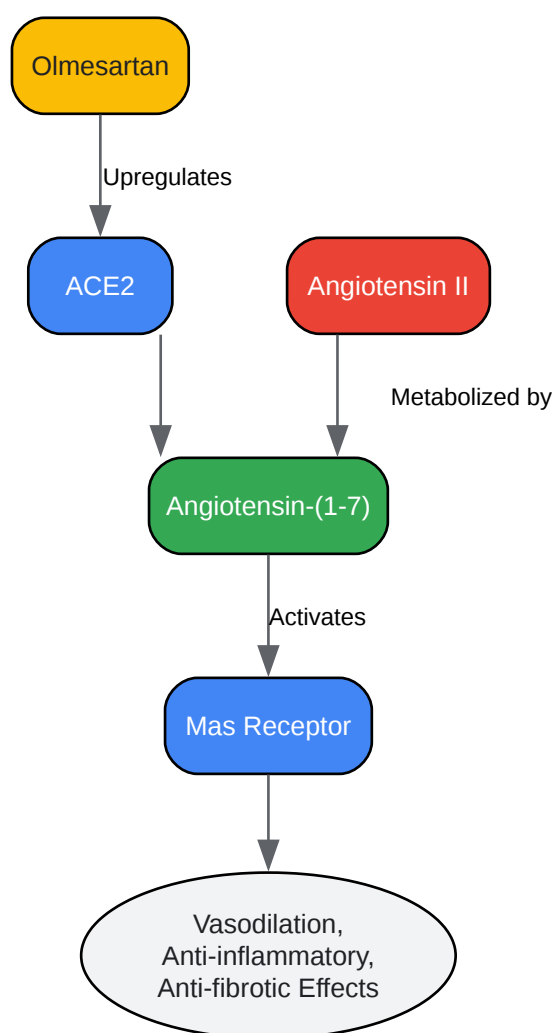 Olmesartan
Upregulates
ACE2
Angiotensin II
Metabolized by
Angiotensin-(1-7)
Activates
Mas Receptor
Vasodilation,
Anti-inflammatory,
Anti-fibrotic Effects